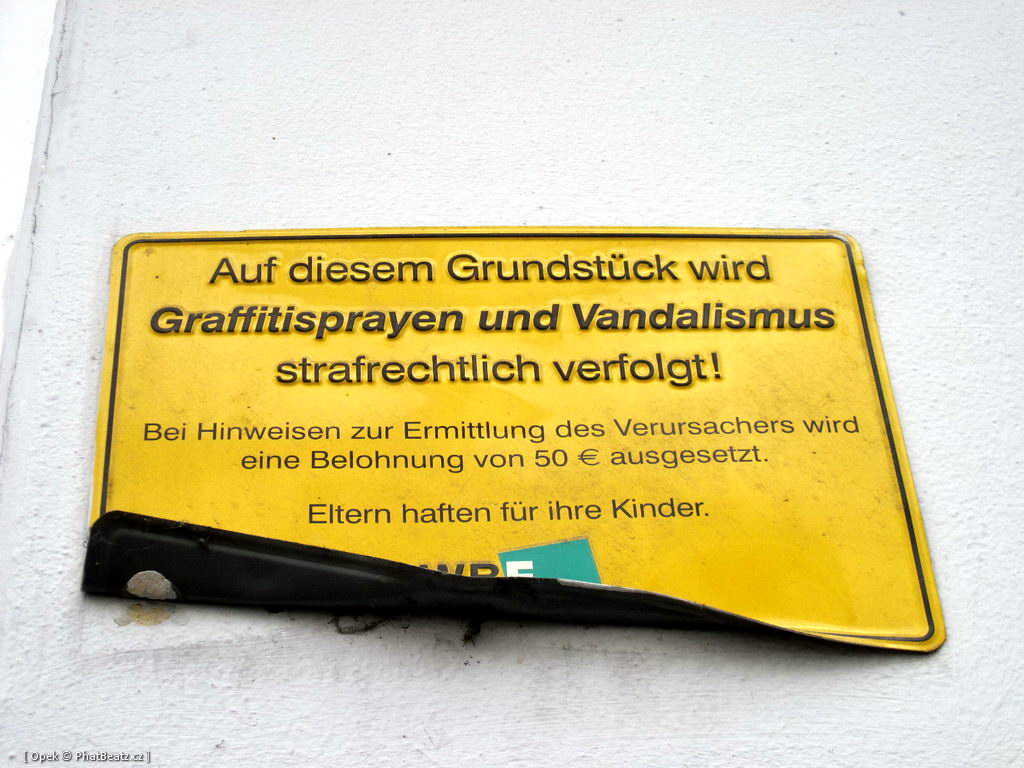 Auf diesem Grundstück wird
Graffitisprayen und Vandalismus
strafrechtlich verfolgt!
Bei Hinweisen zur Ermittlung des Verursachers wird
eine Belohnung von 50 € ausgesetzt.
Eltern haften für ihre Kinder.
[ Opek © PhatBeatz.cz ]